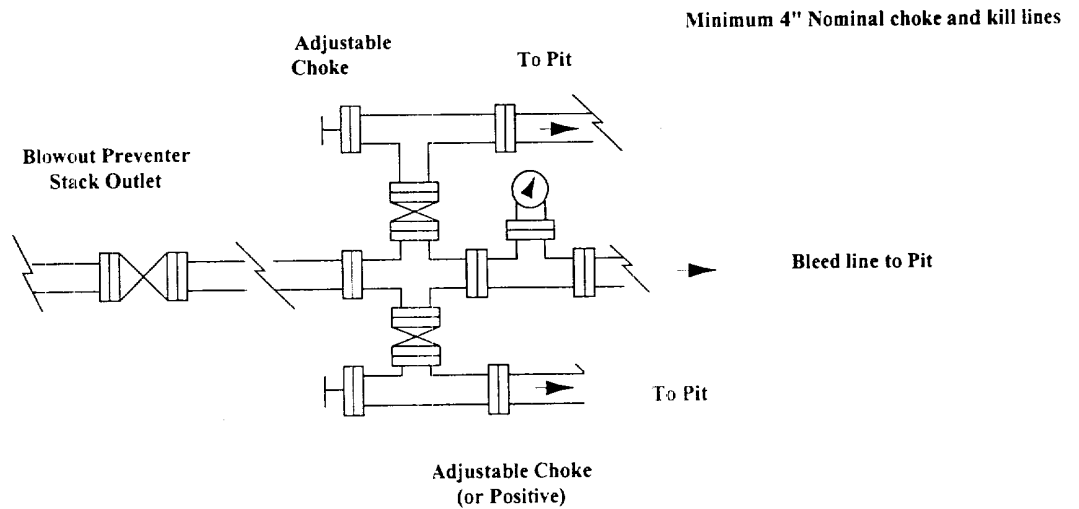 Minimum 4" Nominal choke and kill lines
Adjustable
Choke
To Pit
Blowout Preventer
Stack Outlet
Bleed line to Pit
To Pit
Adjustable Choke
(or Positive)